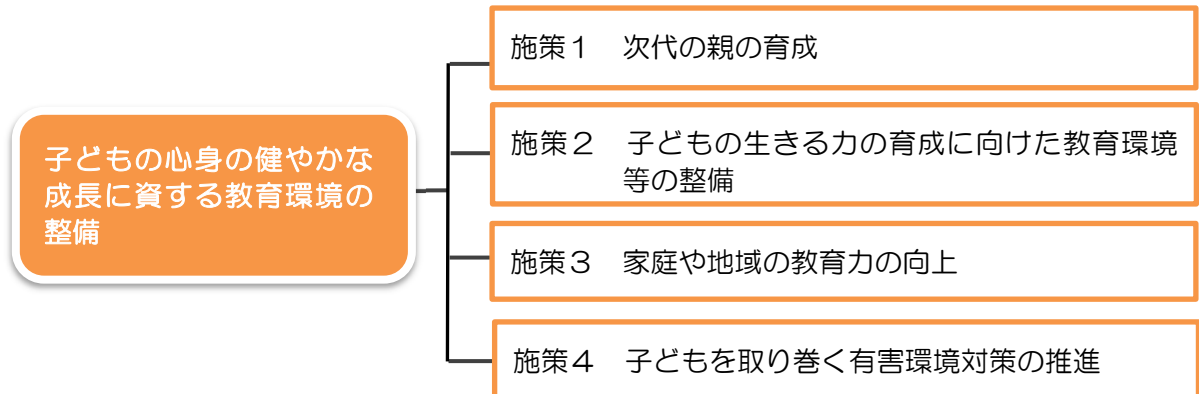 子どもの心身の健やかな
成長に資する教育環境の
整備
施策１　次代の親の育成
施策２　子どもの生きる力の育成に向けた教育環境
等の整備
施策３　家庭や地域の教育力の向上
施策４　子どもを取り巻く有害環境対策の推進